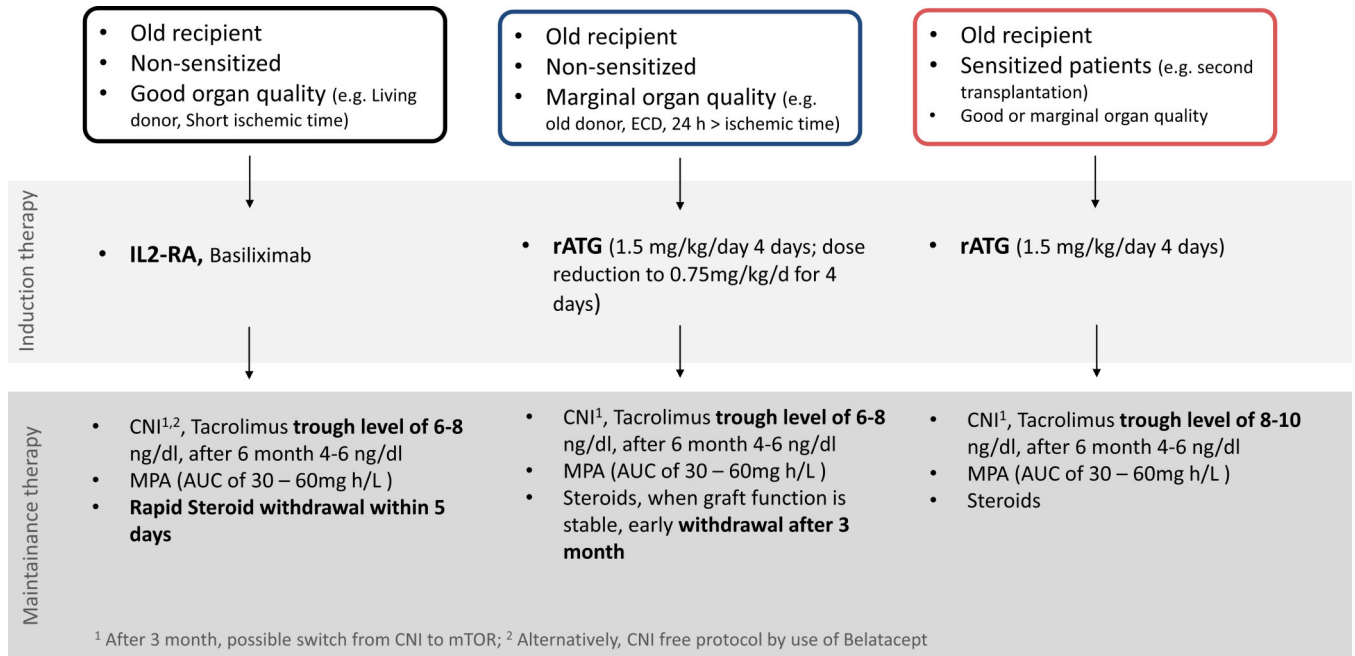 • Old recipient
• Non-sensitized
• Good organ quality (e.g. Living
donor, Short ischemic time)
• Old recipient
• Non-sensitized
• Marginal organ quality (e.g.
old donor, ECD, 24 h > ischemic time)
• Old recipient
• Sensitized patients (e.g. second
transplantation)
• Good or marginal organ quality
Induction therapy
• IL2-RA, Basiliximab
• rATG (1.5 mg/kg/day 4 days; dose
reduction to 0.75mg/kg/d for 4
days)
• rATG (1.5 mg/kg/day 4 days)
Maintainance therapy
• CNI¹,², Tacrolimus trough level of 6-8
ng/dl, after 6 month 4-6 ng/dl
• MPA (AUC of 30 – 60mg h/L )
• Rapid Steroid withdrawal within 5
days
• CNI¹, Tacrolimus trough level of 6-8
ng/dl, after 6 month 4-6 ng/dl
• MPA (AUC of 30 – 60mg h/L )
• Steroids, when graft function is
stable, early withdrawal after 3
month
• CNI¹, Tacrolimus trough level of 8-10
ng/dl, after 6 month 4-6 ng/dl
• MPA (AUC of 30 – 60mg h/L )
• Steroids
¹ After 3 month, possible switch from CNI to mTOR; ² Alternatively, CNI free protocol by use of Belatacept